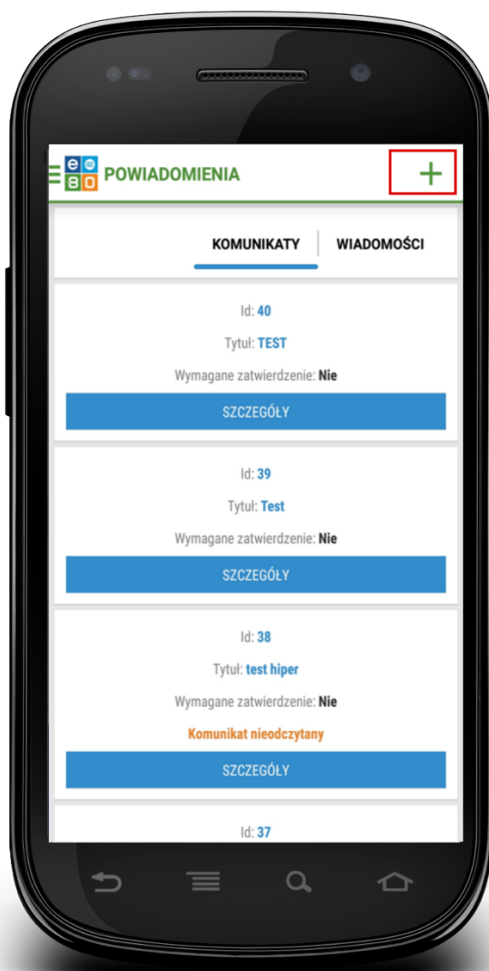 POWIADOMIENIA
KOMUNIKATY WIADOMOŚCI
Id: 40
Tytuł: TEST
Wymagane zatwierdzenie: Nie
SZCZEGÓŁY
Id: 39
Tytuł: Test
Wymagane zatwierdzenie: Nie
SZCZEGÓŁY
Id: 38
Tytuł: test hiper
Wymagane zatwierdzenie: Nie
Komunikat nieodczytany
SZCZEGÓŁY
Id: 37